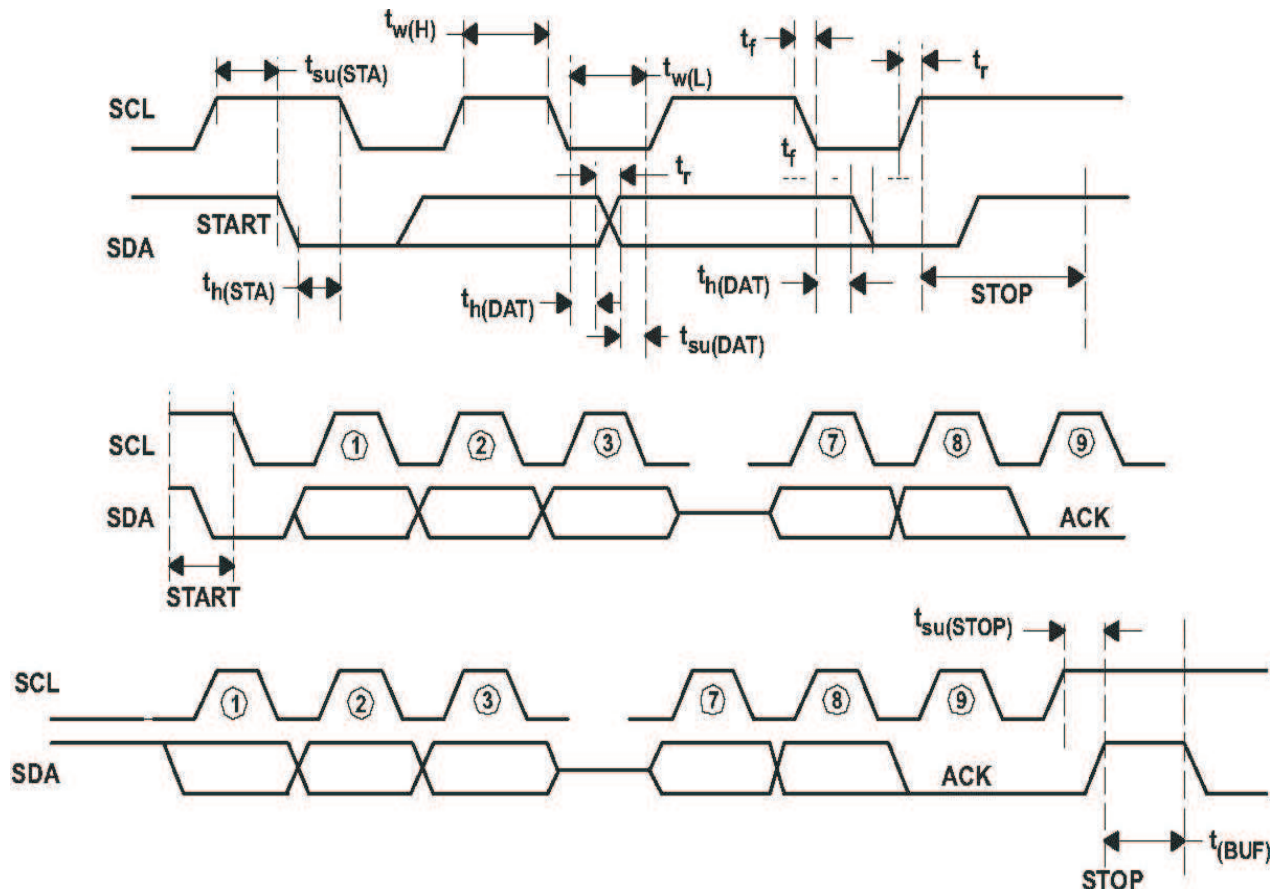 tw(H)
tf
tsu(STA)
tw(L)
tr
SCL
tf
tr
START
SDA
th(STA)
th(DAT)
th(DAT)
STOP
tsu(DAT)
SCL
1 2 3 7 8 9
SDA
ACK
START
tsu(STOP)
SCL
1 2 3 7 8 9
SDA
ACK
t(BUF)
STOP